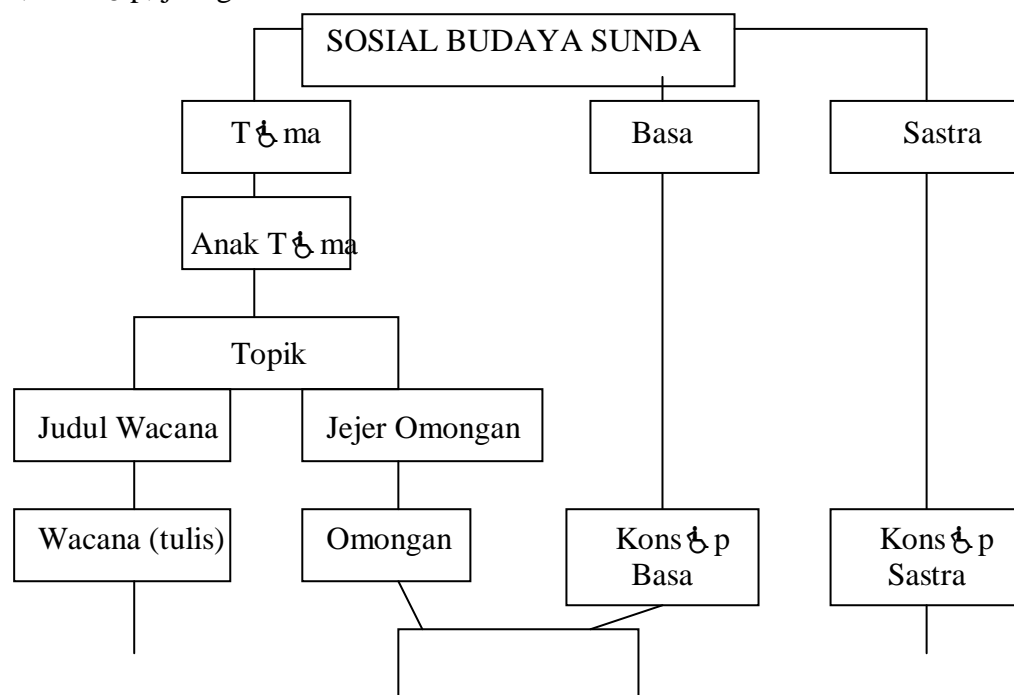 SOSIAL BUDAYA SUNDA
T♿ma
Basa
Sastra
Anak T♿ma
Topik
Judul Wacana
Jejer Omongan
Wacana (tulis)
Omongan
Kons♿p
Basa
Kons♿p
Sastra